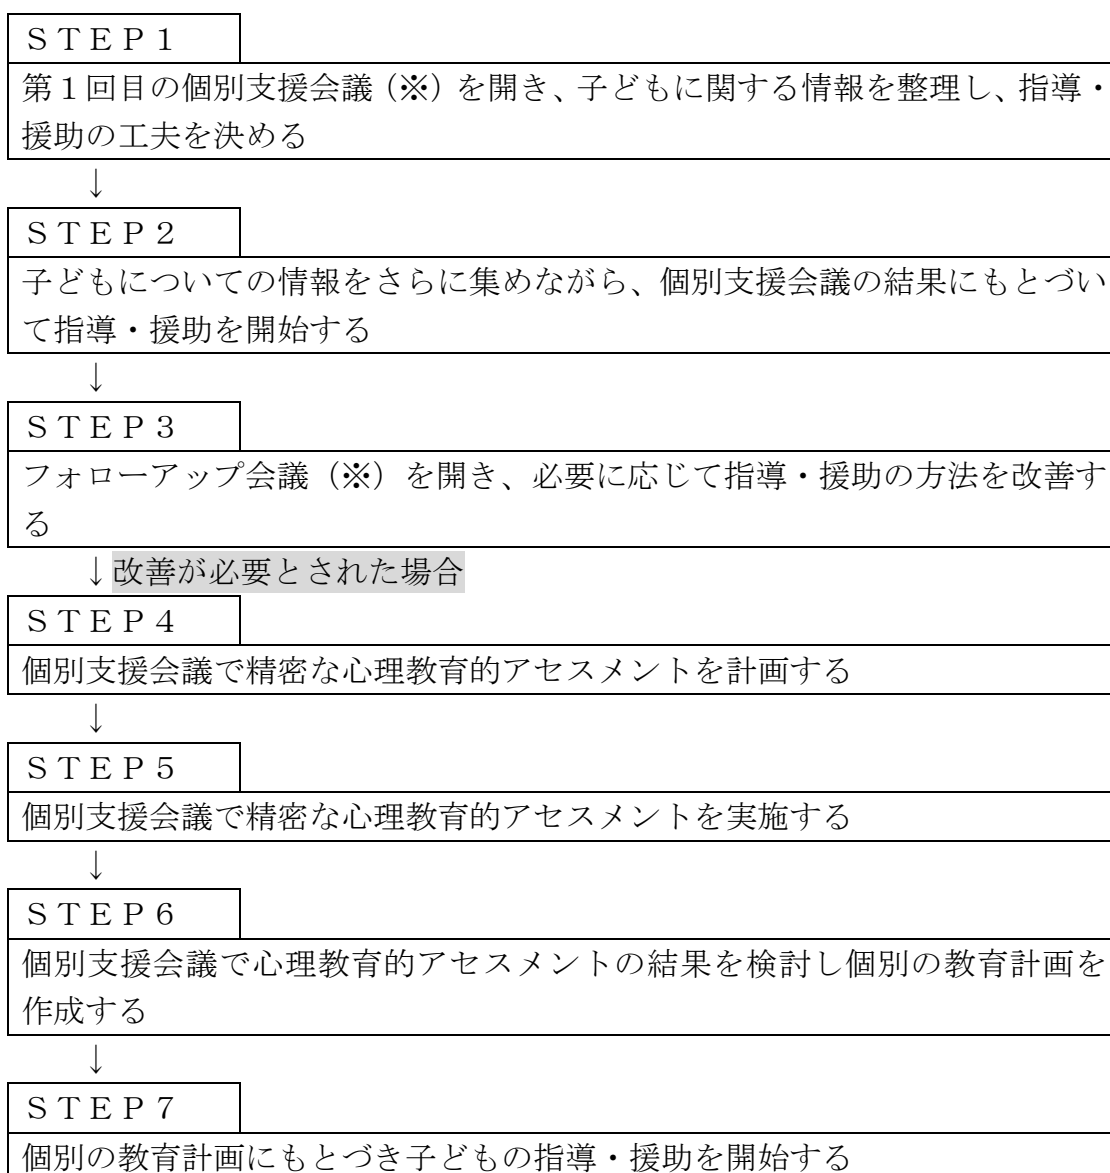 ＳＴＥＰ１
第１回目の個別支援会議（※）を開き、子どもに関する情報を整理し、指導・
援助の工夫を決める
↓
ＳＴＥＰ２
子どもについての情報をさらに集めながら、個別支援会議の結果にもとづい
て指導・援助を開始する
↓
ＳＴＥＰ３
フォローアップ会議（※）を開き、必要に応じて指導・援助の方法を改善す
る
↓改善が必要とされた場合
ＳＴＥＰ４
個別支援会議で精密な心理教育的アセスメントを計画する
↓
ＳＴＥＰ５
個別支援会議で精密な心理教育的アセスメントを実施する
↓
ＳＴＥＰ６
個別支援会議で心理教育的アセスメントの結果を検討し個別の教育計画を
作成する
↓
ＳＴＥＰ７
個別の教育計画にもとづき子どもの指導・援助を開始する